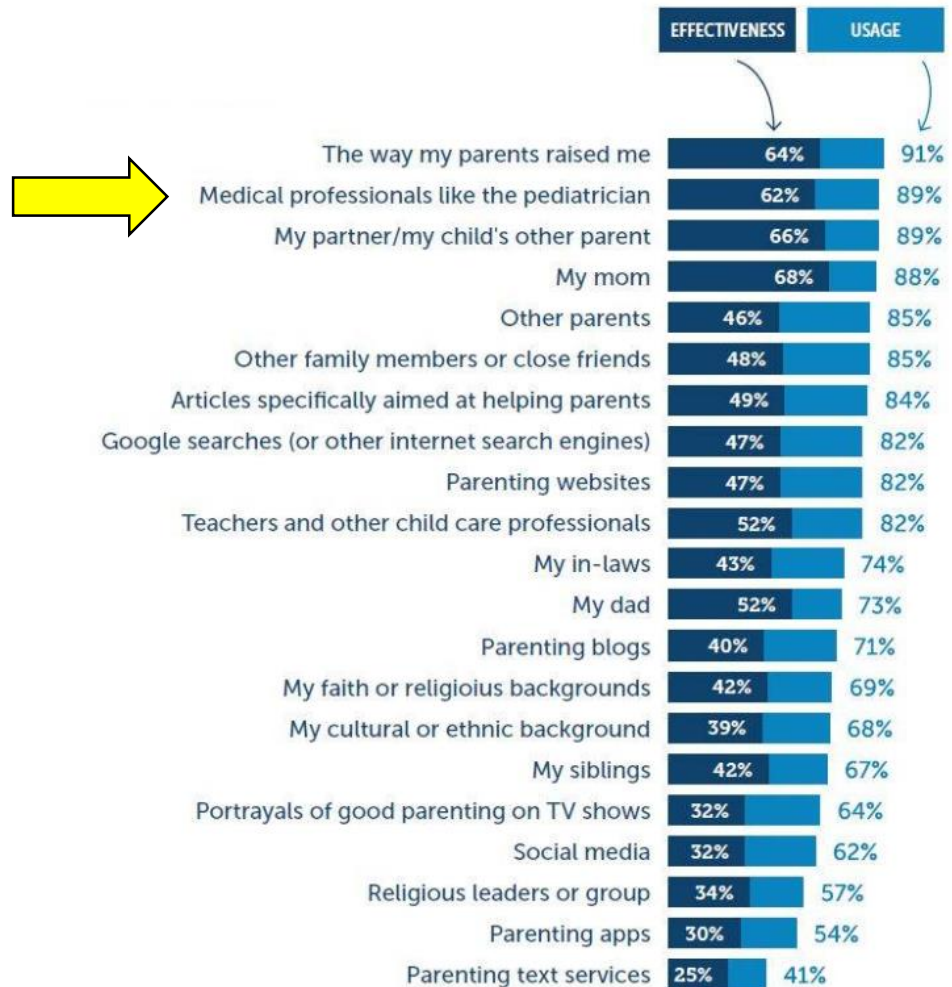 EFFECTIVENESS USAGE
The way my parents raised me 64% 91%
Medical professionals like the pediatrician 62% 89%
My partner/my child's other parent 66% 89%
My mom 68% 88%
Other parents 46% 85%
Other family members or close friends 48% 85%
Articles specifically aimed at helping parents 49% 84%
Google searches (or other internet search engines) 47% 82%
Parenting websites 47% 82%
Teachers and other child care professionals 52% 82%
My in-laws 43% 74%
My dad 52% 73%
Parenting blogs 40% 71%
My faith or religioius backgrounds 42% 69%
My cultural or ethnic background 39% 68%
My siblings 42% 67%
Portrayals of good parenting on TV shows 32% 64%
Social media 32% 62%
Religious leaders or group 34% 57%
Parenting apps 30% 54%
Parenting text services 25% 41%